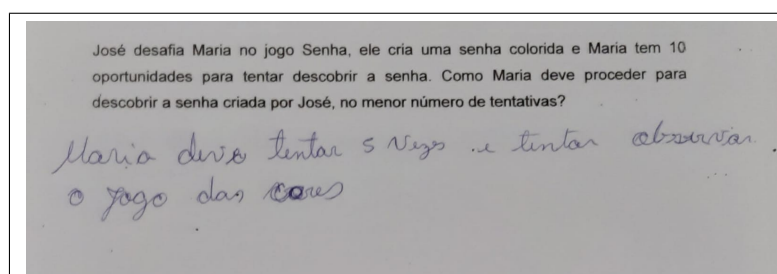 José desafia Maria no jogo Senha, ele cria uma senha colorida e Maria tem 10
oportunidades para tentar descobrir a senha. Como Maria deve proceder para
descobrir a senha criada por José, no menor número de tentativas?
Maria deve tentar 5 vezes e tentar observar
o jogo das cores